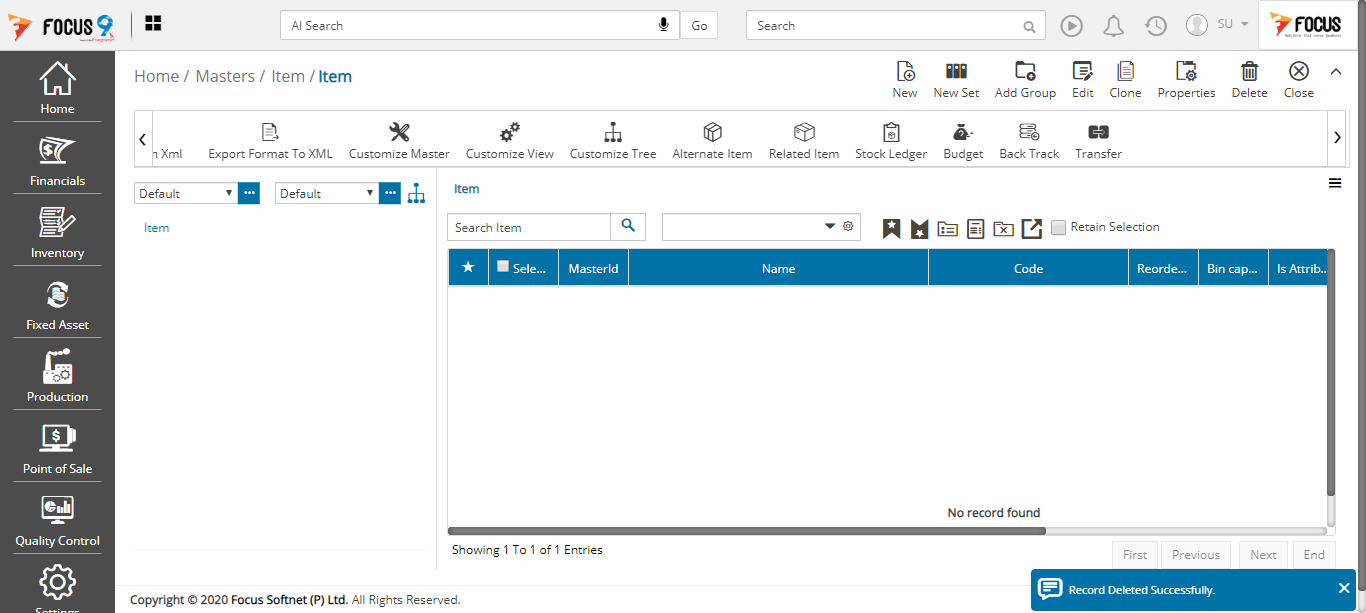 FOCUS 9
AI Search
Go
Search
SU
FOCUS
Home
Financials
Inventory
Fixed Asset
Production
Point of Sale
Quality Control
Settings
Home / Masters / Item / Item
New
New Set
Add Group
Edit
Clone
Properties
Delete
Close
n Xml
Export Format To XML
Customize Master
Customize View
Customize Tree
Alternate Item
Related Item
Stock Ledger
Budget
Back Track
Transfer
Default
Default
Item
Item
Search Item
Retain Selection
Sele...
MasterId
Name
Code
Reorde...
Bin cap...
Is Attrib...
No record found
Showing 1 To 1 of 1 Entries
First
Previous
Next
End
Copyright © 2020 Focus Softnet (P) Ltd. All Rights Reserved.
Record Deleted Successfully.